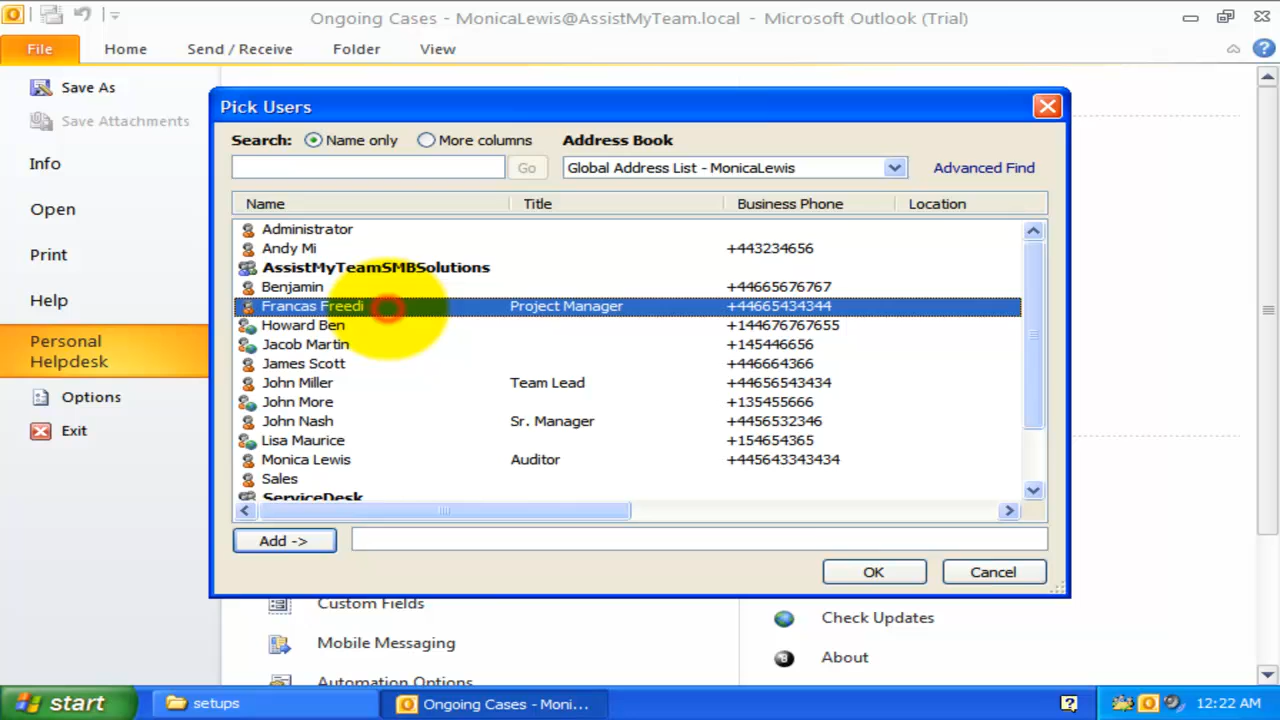 Ongoing Cases - MonicaLewis@AssistMyTeam.local - Microsoft Outlook (Trial)
File Home Send / Receive Folder View
Save As
Save Attachments
Info
Open
Print
Help
Personal
Helpdesk
Options
Exit
Pick Users
Search: Name only More columns Address Book
Go Global Address List - MonicaLewis Advanced Find
Name Title Business Phone Location
Administrator
Andy Mi +443234656
AssistMyTeamSMBSolutions
Benjamin +44665676767
Francas Freedi Project Manager +44665434344
Howard Ben +144676767655
Jacob Martin +145446656
James Scott +446664366
John Miller Team Lead +44656543434
John More +135455666
John Nash Sr. Manager +4456532346
Lisa Maurice +154654365
Monica Lewis Auditor +445643343434
Sales
ServiceDesk
Add ->
OK Cancel
Custom Fields
Mobile Messaging
Automation Options
Check Updates
About
start setups Ongoing Cases - Moni... 12:22 AM